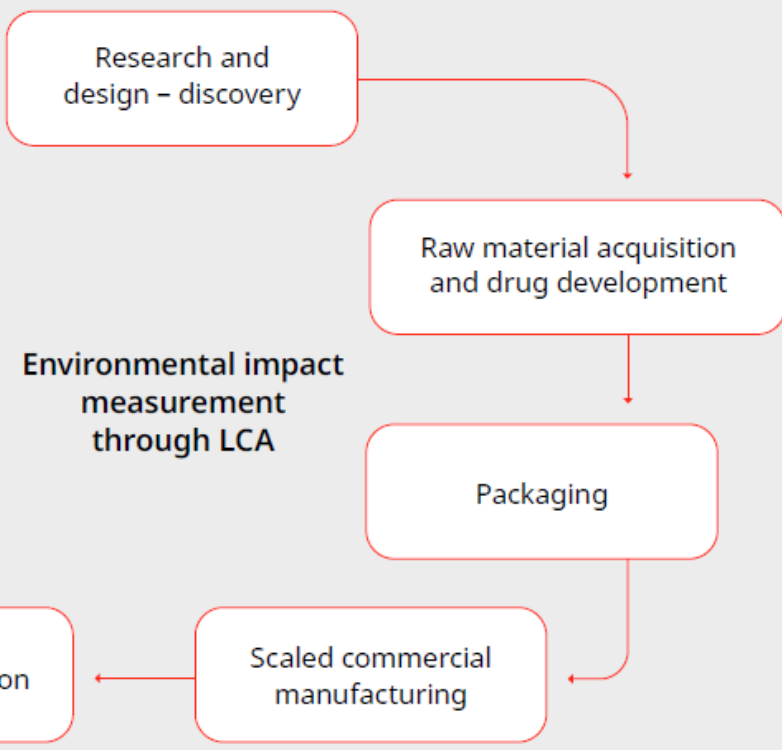 Research and
design – discovery
Raw material acquisition
and drug development
Environmental impact
measurement
through LCA
Packaging
Scaled commercial
manufacturing